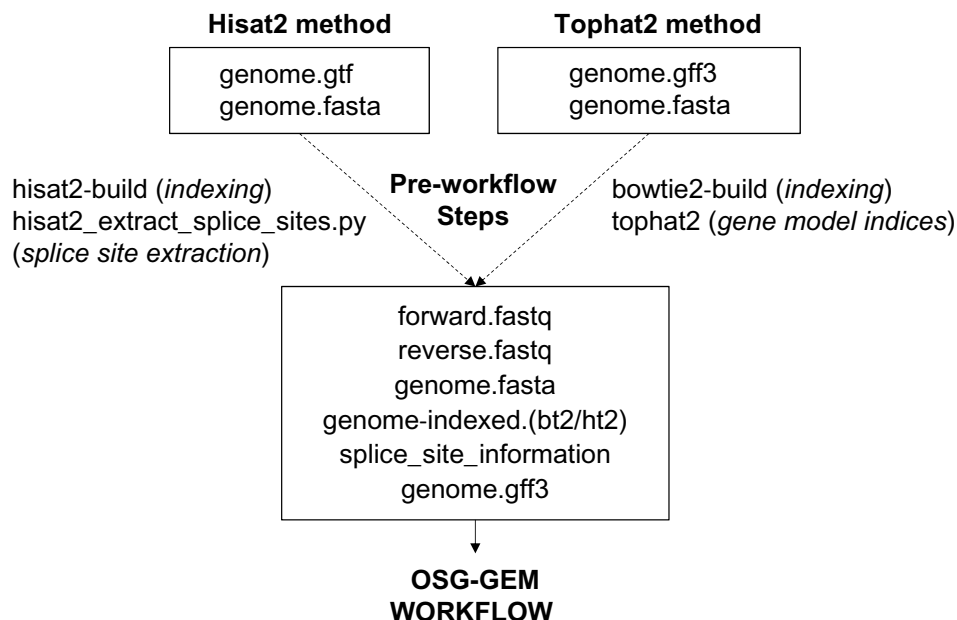 Hisat2 method
genome.gtf
genome.fasta
Tophat2 method
genome.gff3
genome.fasta
hisat2-build (indexing)
hisat2_extract_splice_sites.py
(splice site extraction)
Pre-workflow
Steps
bowtie2-build (indexing)
tophat2 (gene model indices)
forward.fastq
reverse.fastq
genome.fasta
genome-indexed.(bt2/ht2)
splice_site_information
genome.gff3
OSG-GEM
WORKFLOW